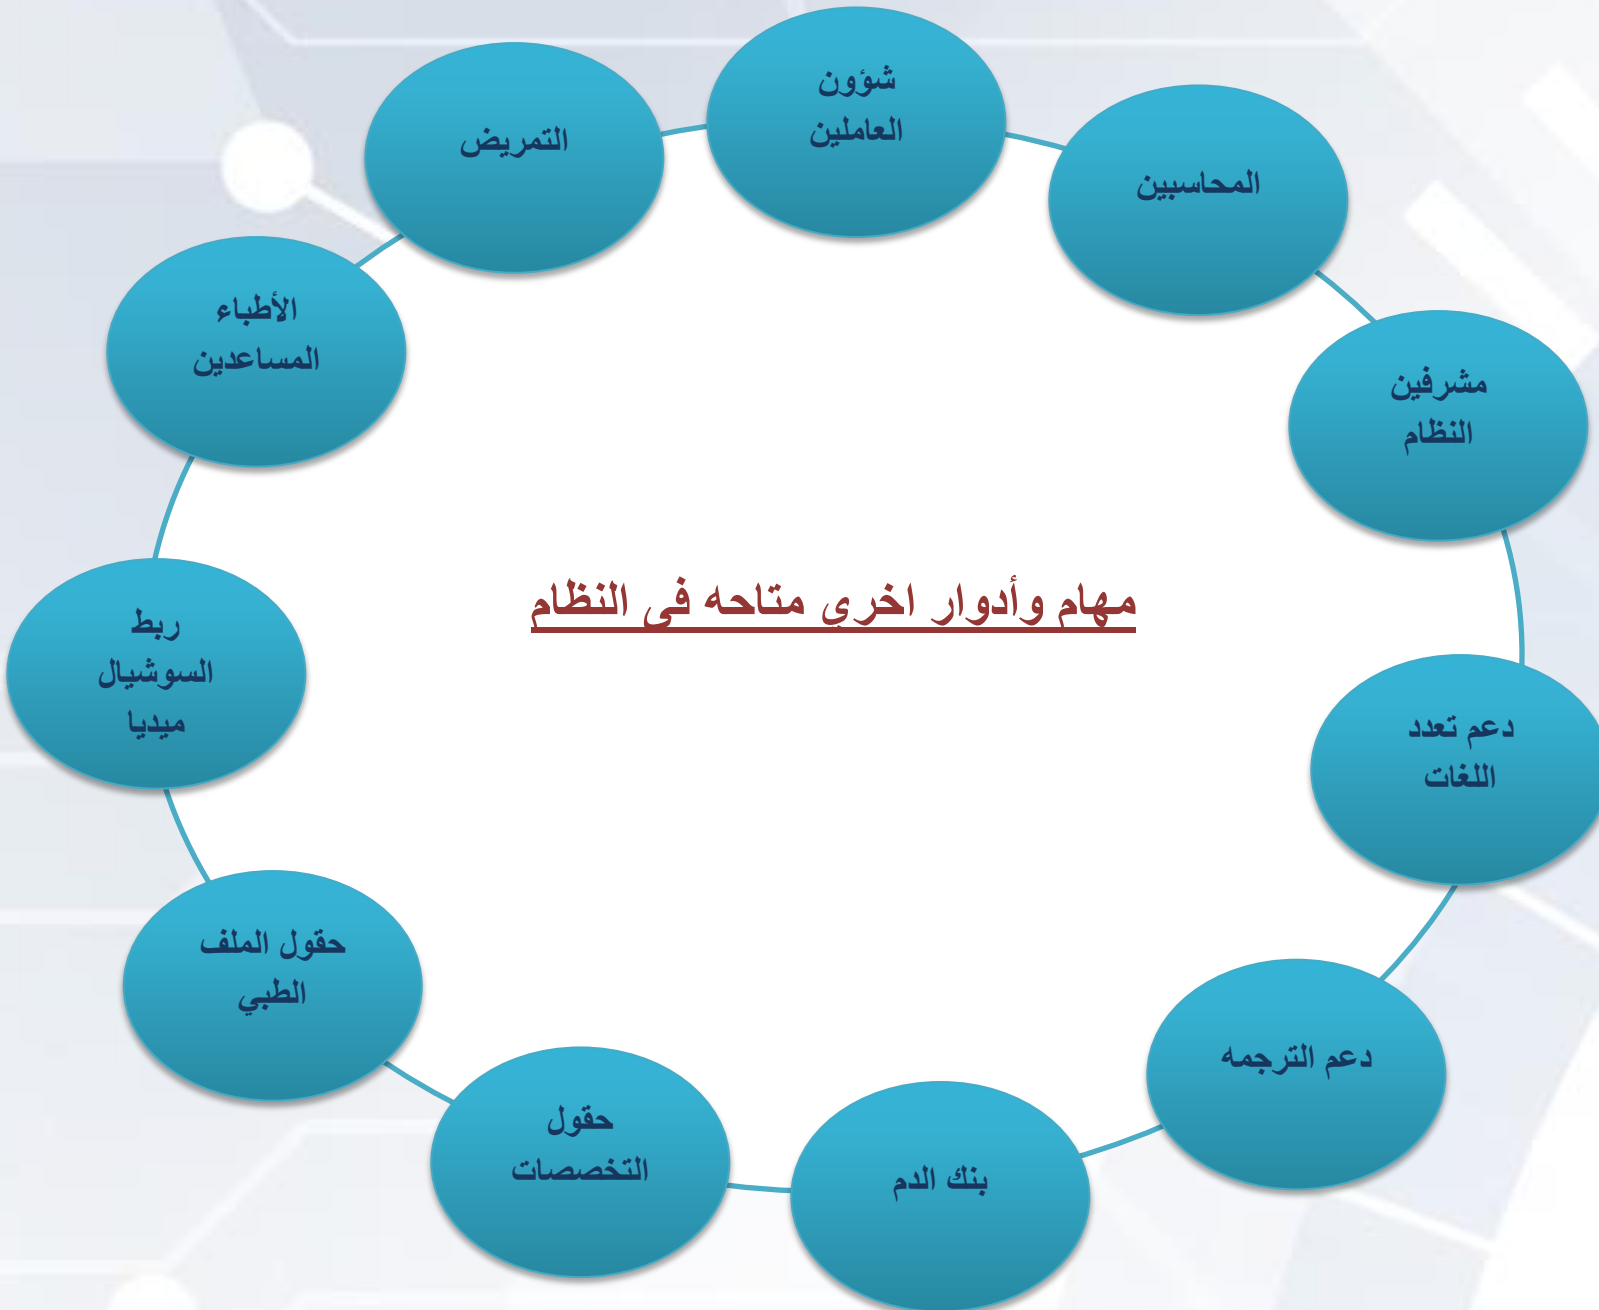 شؤون
العاملين
التمريض
المحاسبين
الأطباء
المساعدين
مشرفين
النظام
مهام وأدوار اخري متاحه في النظام
ربط
السوشيال
ميديا
دعم تعدد
اللغات
حقول الملف
الطبي
دعم الترجمه
حقول
التخصصات
بنك الدم